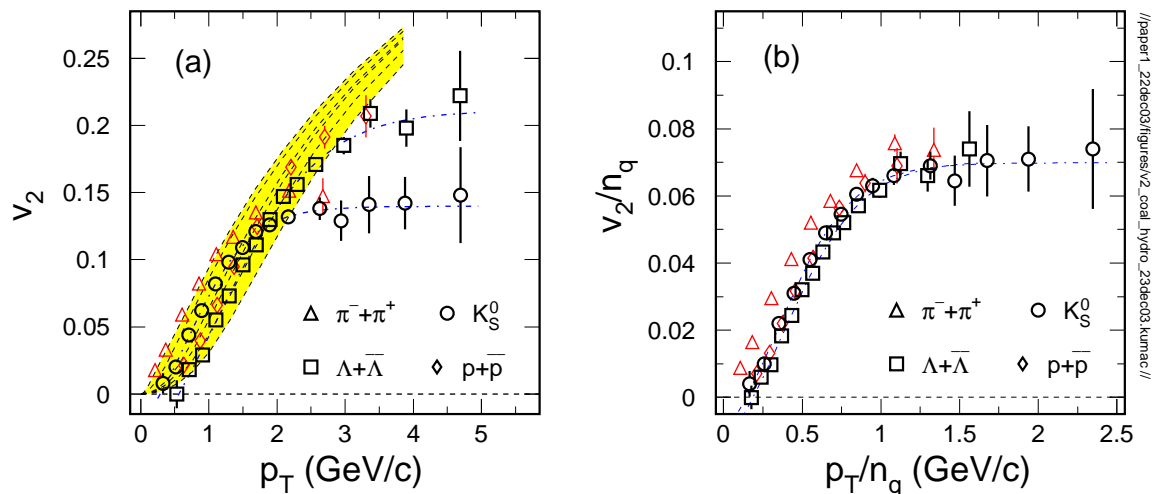 (a)
v2
0.25
0.2
0.15
0.1
0.05
0
π⁻+π⁺
K⁰S
Λ+Λ̅
p+p̅
0 1 2 3 4 5
pT (GeV/c)
(b)
v2/nq
0.1
0.08
0.06
0.04
0.02
0
π⁻+π⁺
K⁰S
Λ+Λ̅
p+p̅
0 0.5 1 1.5 2 2.5
pT/nq (GeV/c)
//paper1_22dec03/figures/v2_coal_hydro_23dec03.kumac //